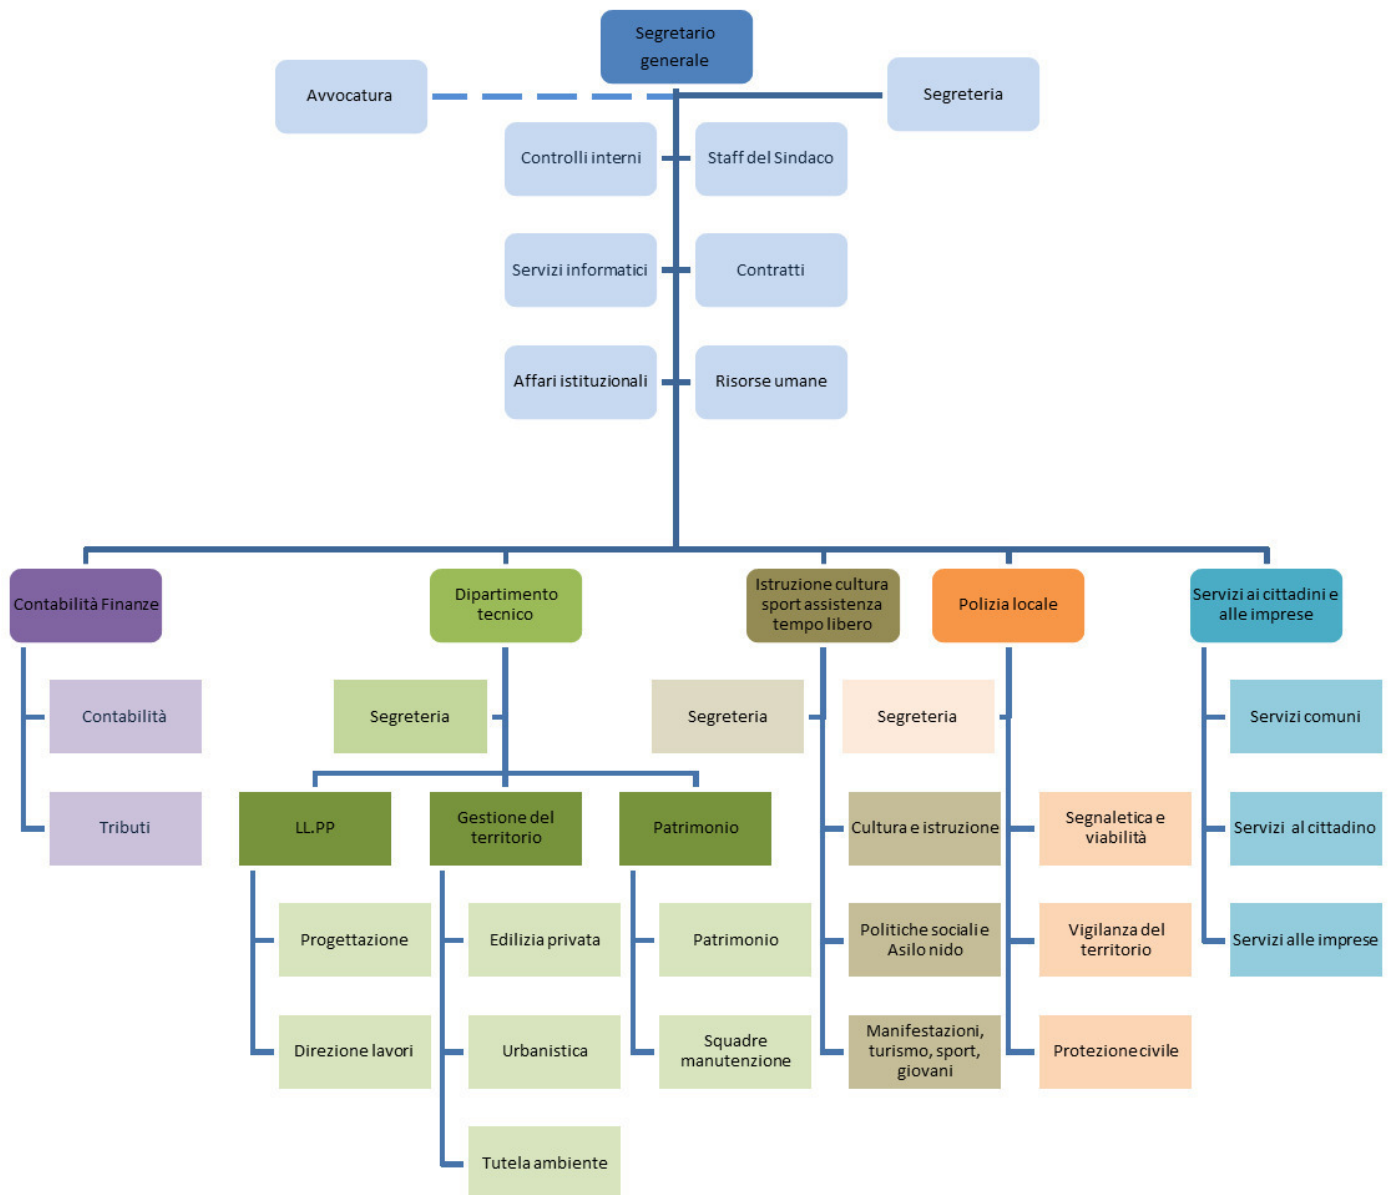 Segretario
generale
Avvocatura
Segreteria
Controlli interni
Staff del Sindaco
Servizi informatici
Contratti
Affari istituzionali
Risorse umane
Contabilità Finanze
Dipartimento
tecnico
Istruzione cultura
sport assistenza
tempo libero
Polizia locale
Servizi ai cittadini e
alle imprese
Contabilità
Segreteria
Segreteria
Segreteria
Servizi comuni
Tributi
LL.PP
Gestione del
territorio
Patrimonio
Cultura e istruzione
Segnaletica e
viabilità
Servizi al cittadino
Progettazione
Edilizia privata
Patrimonio
Politiche sociali e
Asilo nido
Vigilanza del
territorio
Servizi alle imprese
Direzione lavori
Urbanistica
Squadre
manutenzione
Manifestazioni,
turismo, sport,
giovani
Protezione civile
Tutela ambiente